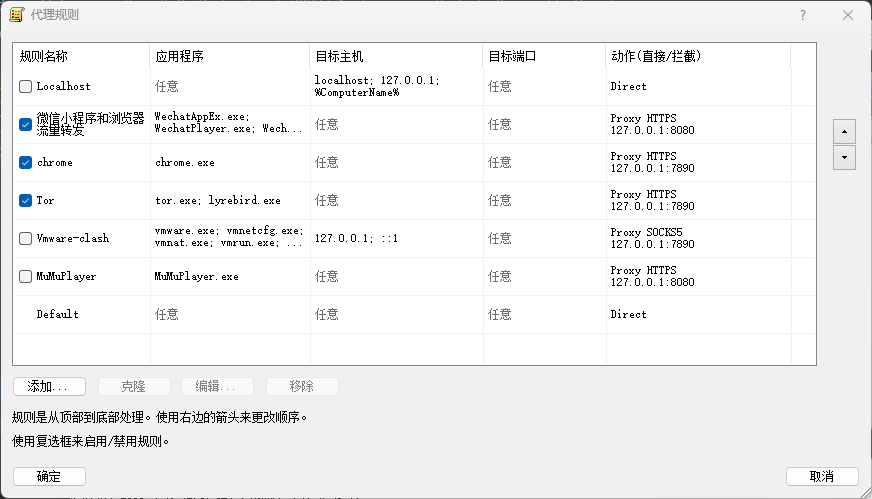 代理规则
规则名称 应用程序 目标主机 目标端口 动作(直接/拦截)
Localhost 任意 localhost; 127.0.0.1; 任意 Direct
%ComputerName%
微信小程序和浏览器 WechatAppEx.exe; 任意 任意 Proxy HTTPS
流量转发 WechatPlayer.exe; Wech... 127.0.0.1:8080
chrome chrome.exe 任意 任意 Proxy HTTPS
127.0.0.1:7890
Tor tor.exe; lyrebird.exe 任意 任意 Proxy HTTPS
127.0.0.1:7890
Vmware-clash vmware.exe; vmnetcfg.exe; 127.0.0.1; ::1 任意 Proxy SOCKS5
vmnat.exe; vmrun.exe; ... 127.0.0.1:7890
MuMuPlayer MuMuPlayer.exe 任意 任意 Proxy HTTPS
127.0.0.1:8080
Default 任意 任意 任意 Direct
添加... 克隆 编辑... 移除
规则是从顶部到底部处理。使用右边的箭头来更改顺序。
使用复选框来启用/禁用规则。
确定 取消